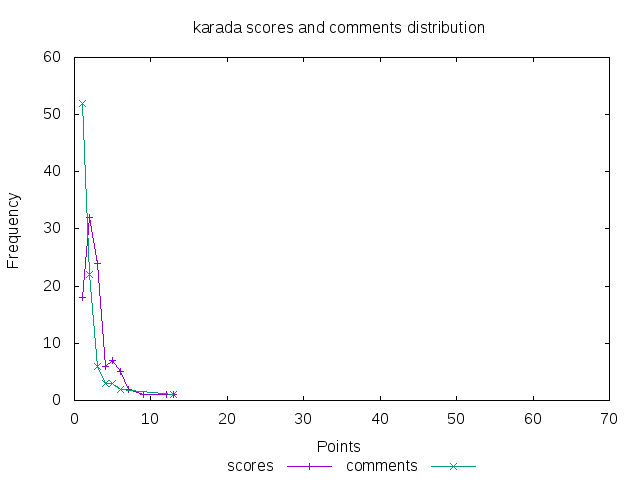 karada scores and comments distribution
60
50
40
30
20
10
0
Frequency
0 10 20 30 40 50 60 70
Points
scores comments